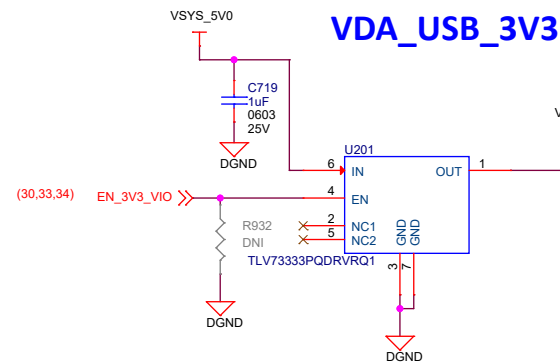 VSYS_5V0
VDA_USB_3V3
C719
1uF
0603
25V
DGND
V
U201
6
IN
OUT
1
(30,33,34)
EN_3V3_VIO
4
EN
R932
DNI
2
NC1
5
NC2
GND
GND
TLV73333PQDRVRQ1
3
7
DGND
DGND